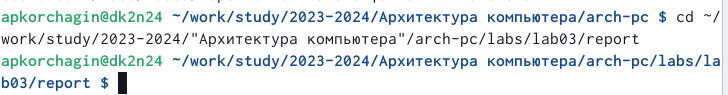 apkorchagin@dk2n24 ~/work/study/2023-2024/Архитектура компьютера/arch-pc $ cd ~/
work/study/2023-2024/"Архитектура компьютера"/arch-pc/labs/lab03/report
apkorchagin@dk2n24 ~/work/study/2023-2024/Архитектура компьютера/arch-pc/labs/la
b03/report $